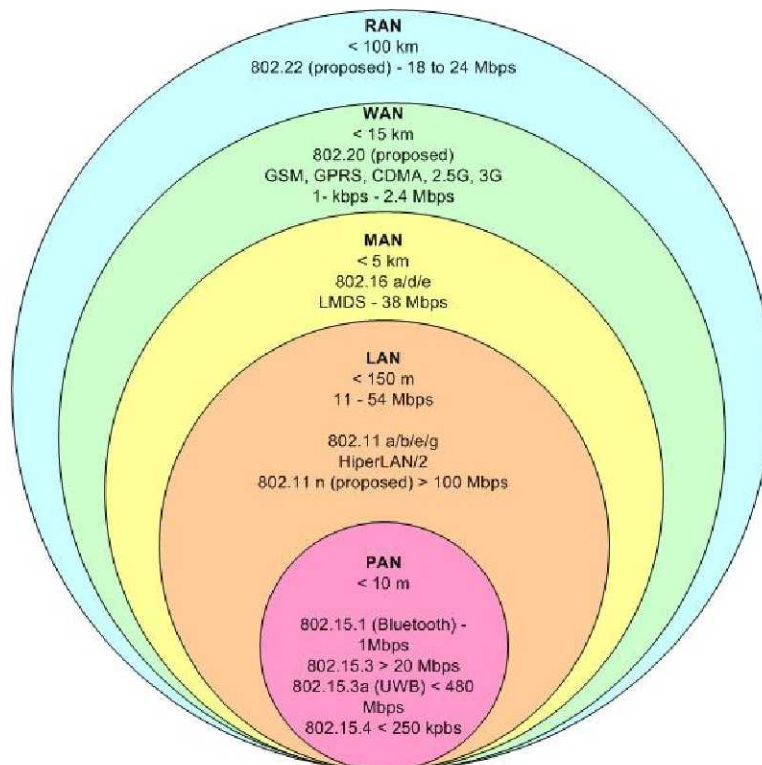 RAN
< 100 km
802.22 (proposed) - 18 to 24 Mbps
WAN
< 15 km
802.20 (proposed)
GSM, GPRS, CDMA, 2.5G, 3G
1- kbps - 2.4 Mbps
MAN
< 5 km
802.16 a/d/e
LMDS - 38 Mbps
LAN
< 150 m
11 - 54 Mbps
802.11 a/b/e/g
HiperLAN/2
802.11 n (proposed) > 100 Mbps
PAN
< 10 m
802.15.1 (Bluetooth) -
1Mbps
802.15.3 > 20 Mbps
802.15.3a (UWB) < 480
Mbps
802.15.4 < 250 kpbs